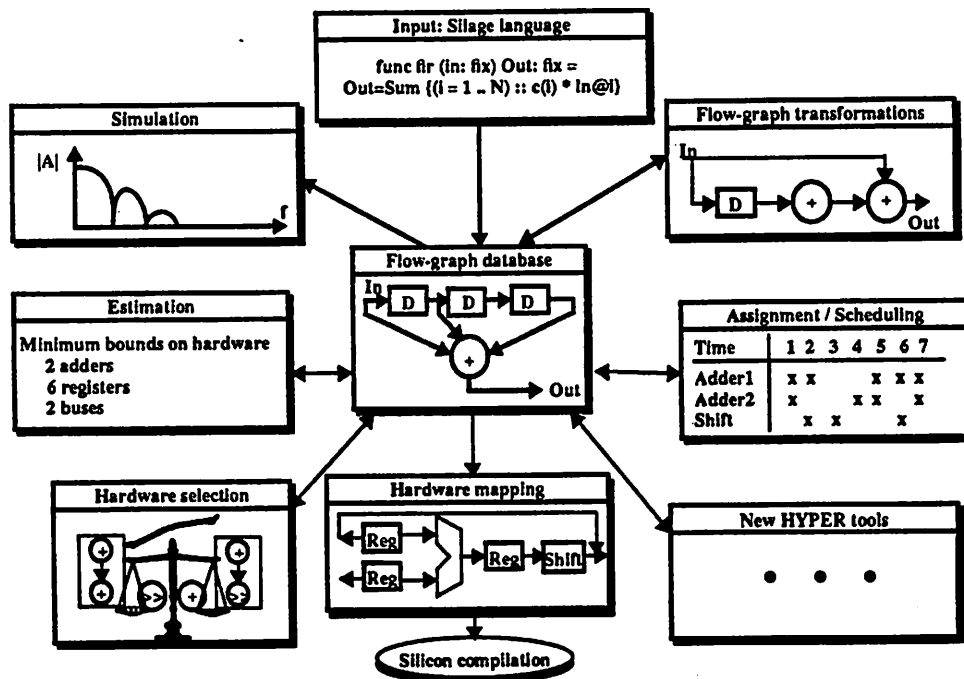 Input: Silage language
func fir (in: fix) Out: fix =
Out=Sum {(i = 1 .. N) :: c(i) * In@i}
Simulation
|A|
f
Flow-graph transformations
In
D
+
+
Out
Flow-graph database
In
D
D
D
+
Out
Estimation
Minimum bounds on hardware
2 adders
6 registers
2 buses
Assignment / Scheduling
Time 1 2 3 4 5 6 7
Adder1 x x x x x
Adder2 x x x x
Shift x x x
Hardware selection
+
+
>>
+
+
>>
Hardware mapping
Reg
Reg
Reg
Shift
New HYPER tools
Silicon compilation